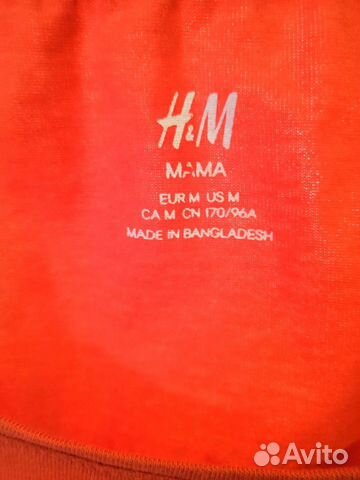 H&M
MAMA
EUR M US M
CA M CN 170/96A
MADE IN BANGLADESH
Avito